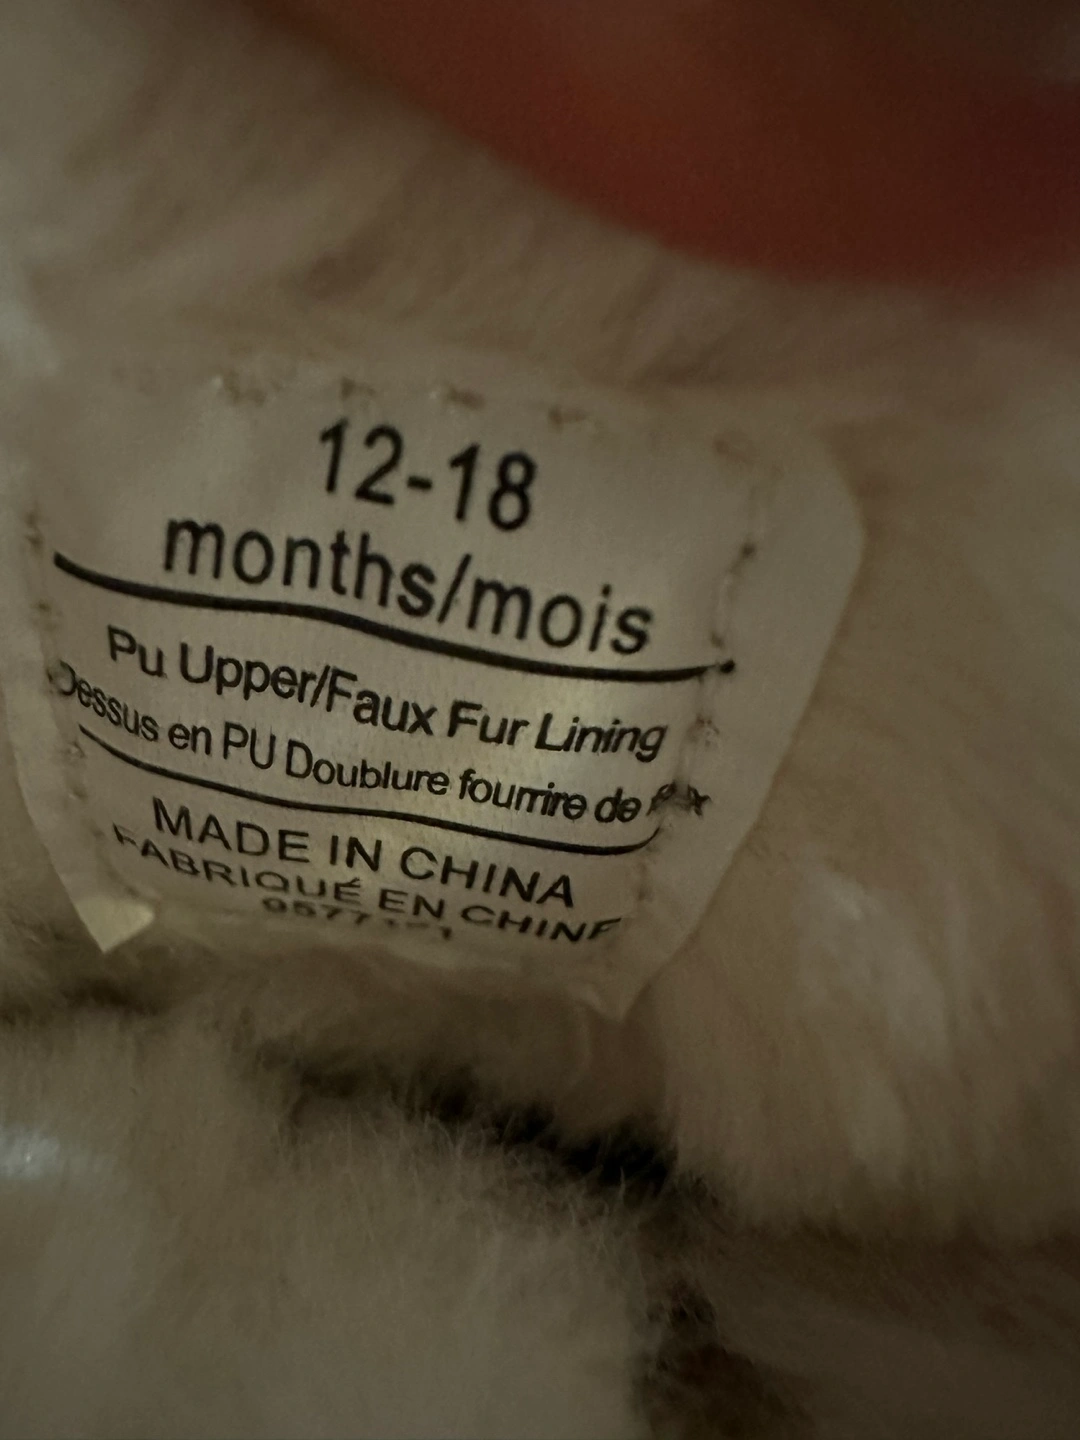 12-18
months/mois
Pu Upper/Faux Fur Lining
Dessus en PU Doublure fourrire de
MADE IN CHINA
FABRIQUÉ EN CHINE